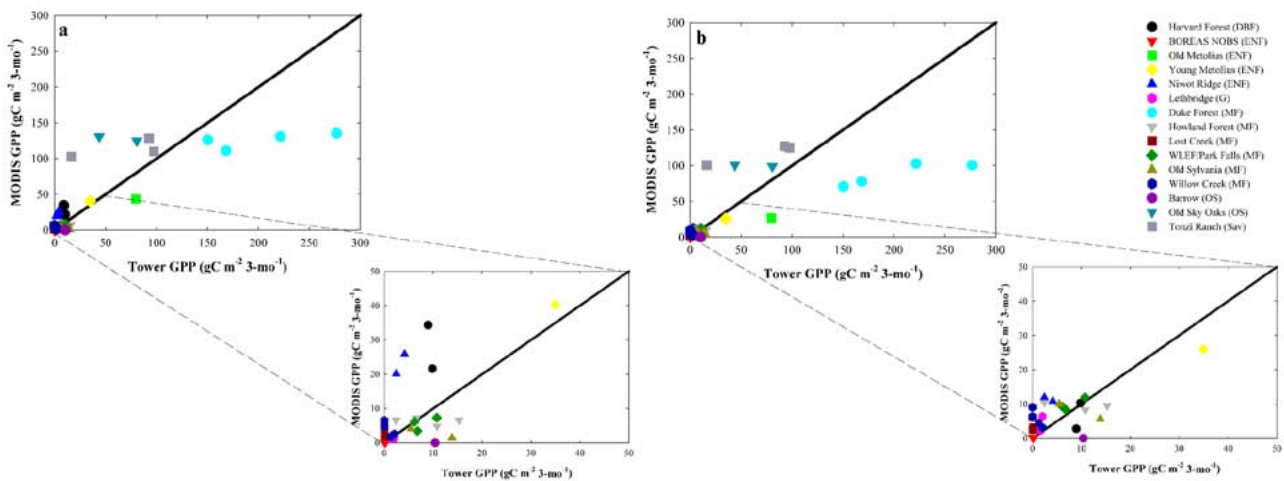 a
MODIS GPP (gC m-2 3-mo-1)
300
250
200
150
100
50
0
0 50 100 150 200 250 300
Tower GPP (gC m-2 3-mo-1)
b
MODIS GPP (gC m-2 3-mo-1)
300
250
200
150
100
50
0
0 50 100 150 200 250 300
Tower GPP (gC m-2 3-mo-1)
Harvard Forest (DBF)
BOREAS NOBS (ENF)
Old Metolius (ENF)
Young Metolius (ENF)
Niwot Ridge (ENF)
Lethbridge (G)
Duke Forest (MF)
Howland Forest (MF)
Lost Creek (MF)
WLEF/Park Falls (MF)
Old Sylvania (MF)
Willow Creek (MF)
Barrow (OS)
Old Sky Oaks (OS)
Tonzi Ranch (Sav)
MODIS GPP (gC m-2 3-mo-1)
50
40
30
20
10
0
0 10 20 30 40 50
Tower GPP (gC m-2 3-mo-1)
MODIS GPP (gC m-2 3-mo-1)
50
40
30
20
10
0
0 10 20 30 40 50
Tower GPP (gC m-2 3-mo-1)